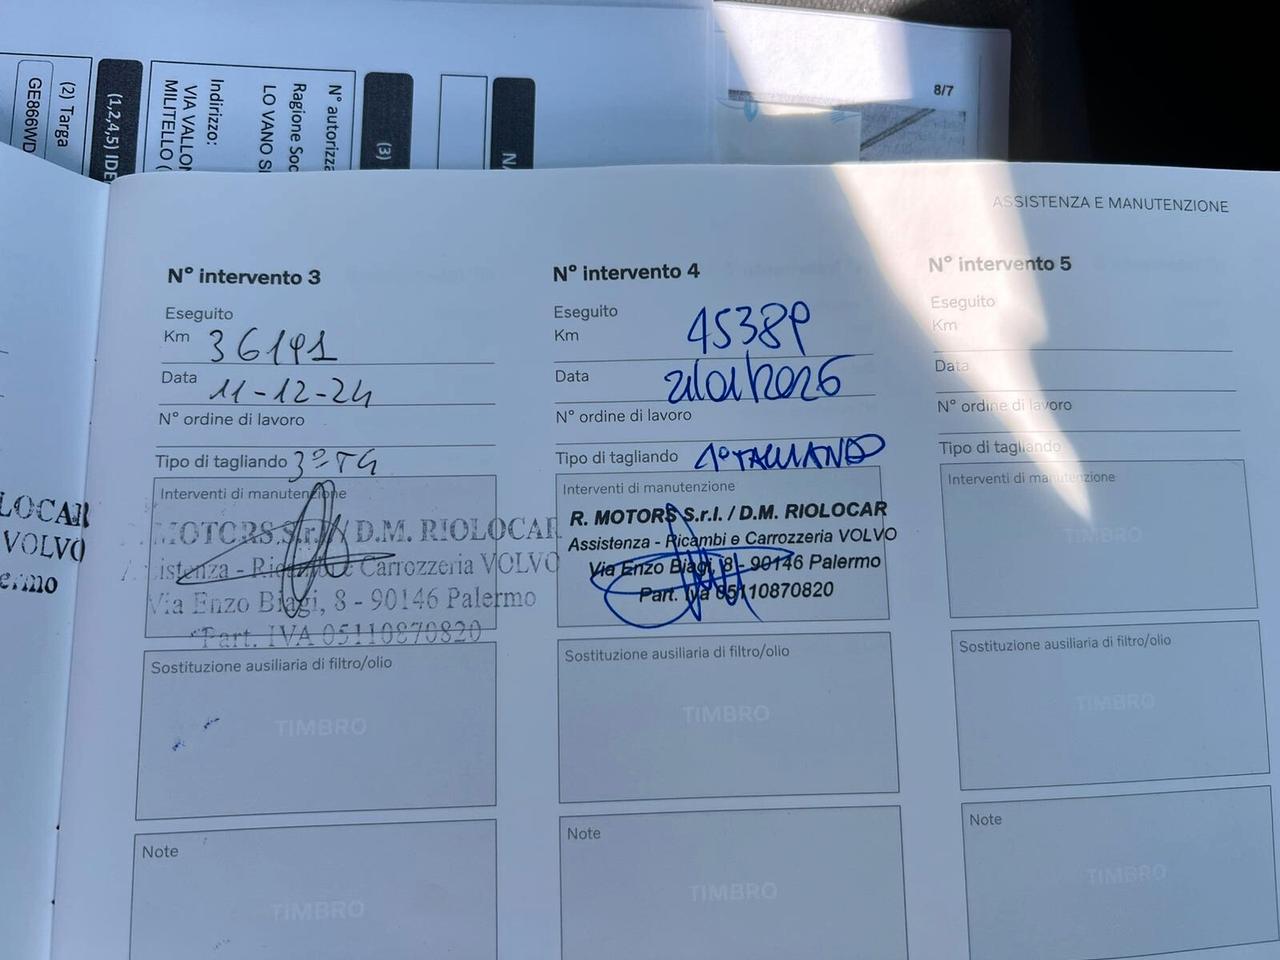 8/7
N° autorizza
Ragione Soc
LO VANO S
Indirizzo:
VIA VALLON
MILITELLO (
(3)
(1,2,4,5) IDE
(2) Targa
GE866WD
ASSISTENZA E MANUTENZIONE
N° intervento 3
Eseguito
Km 36191
Data 11-12-24
N° ordine di lavoro
Tipo di tagliando 3° TG
Interventi di manutenzione
MOTORS S.r.l. / D.M. RIOLOCAR
istenza - Ricambi e Carrozzeria VOLVO
Via Enzo Biagi, 8 - 90146 Palermo
Part. IVA 05110870820
Sostituzione ausiliaria di filtro/olio
TIMBRO
Note
TIMBRO
N° intervento 4
Eseguito
Km 45389
Data 21/01/2026
N° ordine di lavoro
Tipo di tagliando 4° TAGLIANDO
Interventi di manutenzione
R. MOTORS S.r.l. / D.M. RIOLOCAR
Assistenza - Ricambi e Carrozzeria VOLVO
Via Enzo Biagi, 8 - 90146 Palermo
Part. Iva 05110870820
Sostituzione ausiliaria di filtro/olio
TIMBRO
Note
TIMBRO
N° intervento 5
Eseguito
Km
Data
N° ordine di lavoro
Tipo di tagliando
Interventi di manutenzione
TIMBRO
Sostituzione ausiliaria di filtro/olio
TIMBRO
Note
TIMBRO
LOCAR
VOLVO
ermo